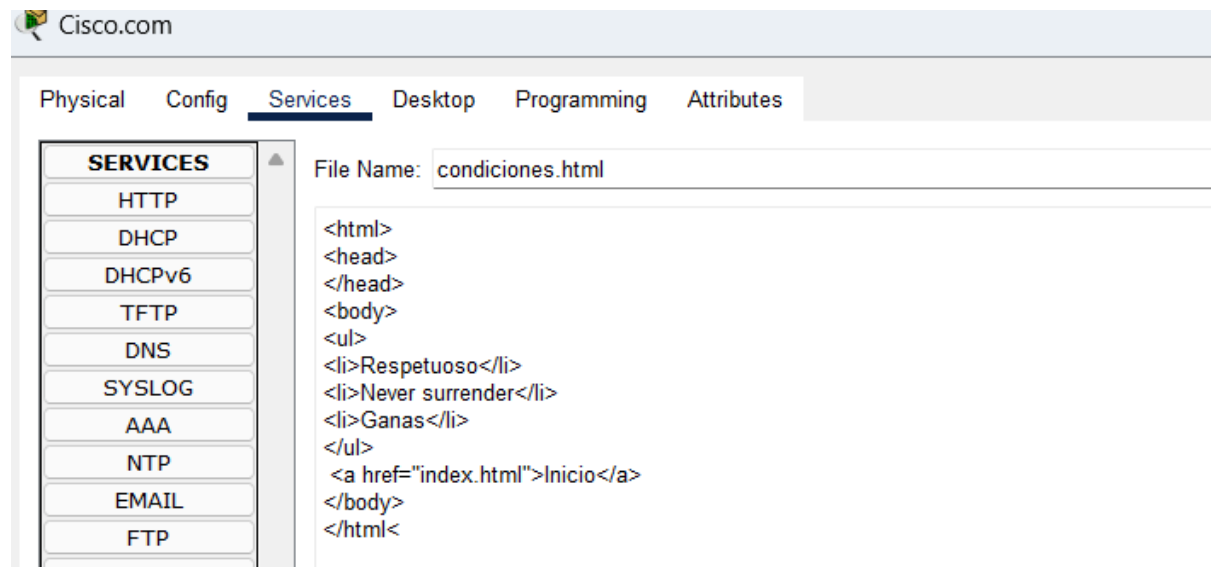 Cisco.com
Physical Config Services Desktop Programming Attributes
SERVICES
HTTP
DHCP
DHCPv6
TFTP
DNS
SYSLOG
AAA
NTP
EMAIL
FTP
File Name: condiciones.html
<html>
<head>
</head>
<body>
<ul>
<li>Respetuoso</li>
<li>Never surrender</li>
<li>Ganas</li>
</ul>
<a href="index.html">Inicio</a>
</body>
</html<